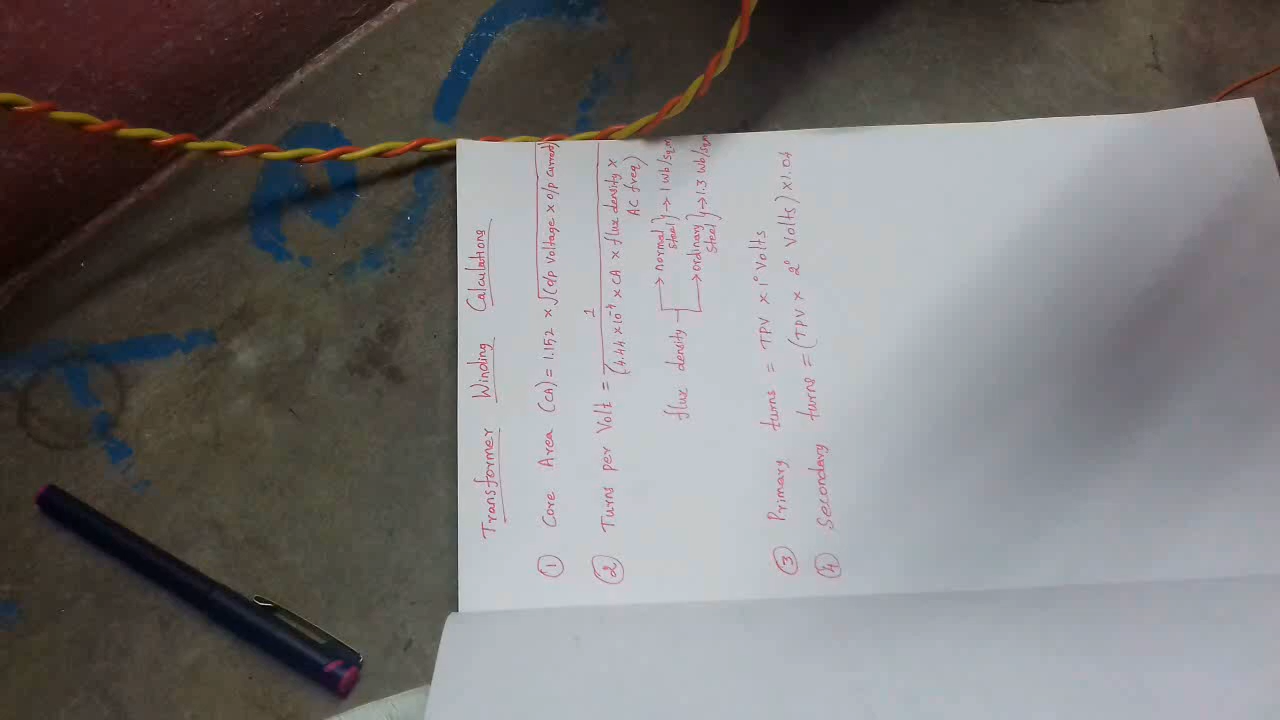 Transformer Winding Calculations
① Core Area (CA) = 1.152 x √(o/p Voltage x o/p current)
② Turns per Volt = 1 / (4.44 x 10⁻⁴ x CA x flux density x AC freq)
flux density → normal steel } → 1 wb/sq.m
→ ordinary steel } → 1.3 wb/sq.m
③ Primary turns = TPV x 1° Volts
④ Secondary turns = (TPV x 2° Volts) x 1.04